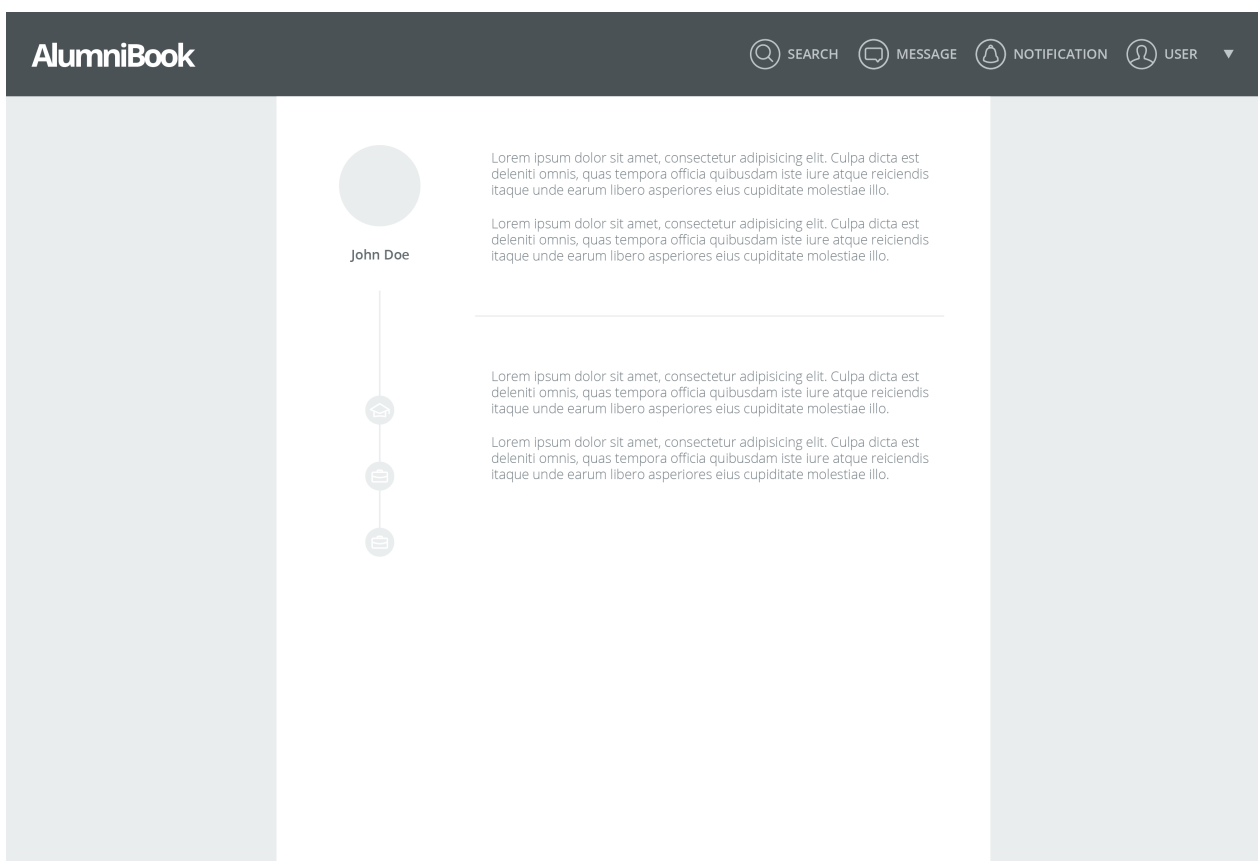 AlumniBook
SEARCH
MESSAGE
NOTIFICATION
USER
John Doe
Lorem ipsum dolor sit amet, consectetur adipisicing elit. Culpa dicta est
deleniti omnis, quas tempora officia quibusdam iste iure atque reiciendis
itaque unde earum libero asperiores eius cupiditate molestiae illo.
Lorem ipsum dolor sit amet, consectetur adipisicing elit. Culpa dicta est
deleniti omnis, quas tempora officia quibusdam iste iure atque reiciendis
itaque unde earum libero asperiores eius cupiditate molestiae illo.
Lorem ipsum dolor sit amet, consectetur adipisicing elit. Culpa dicta est
deleniti omnis, quas tempora officia quibusdam iste iure atque reiciendis
itaque unde earum libero asperiores eius cupiditate molestiae illo.
Lorem ipsum dolor sit amet, consectetur adipisicing elit. Culpa dicta est
deleniti omnis, quas tempora officia quibusdam iste iure atque reiciendis
itaque unde earum libero asperiores eius cupiditate molestiae illo.